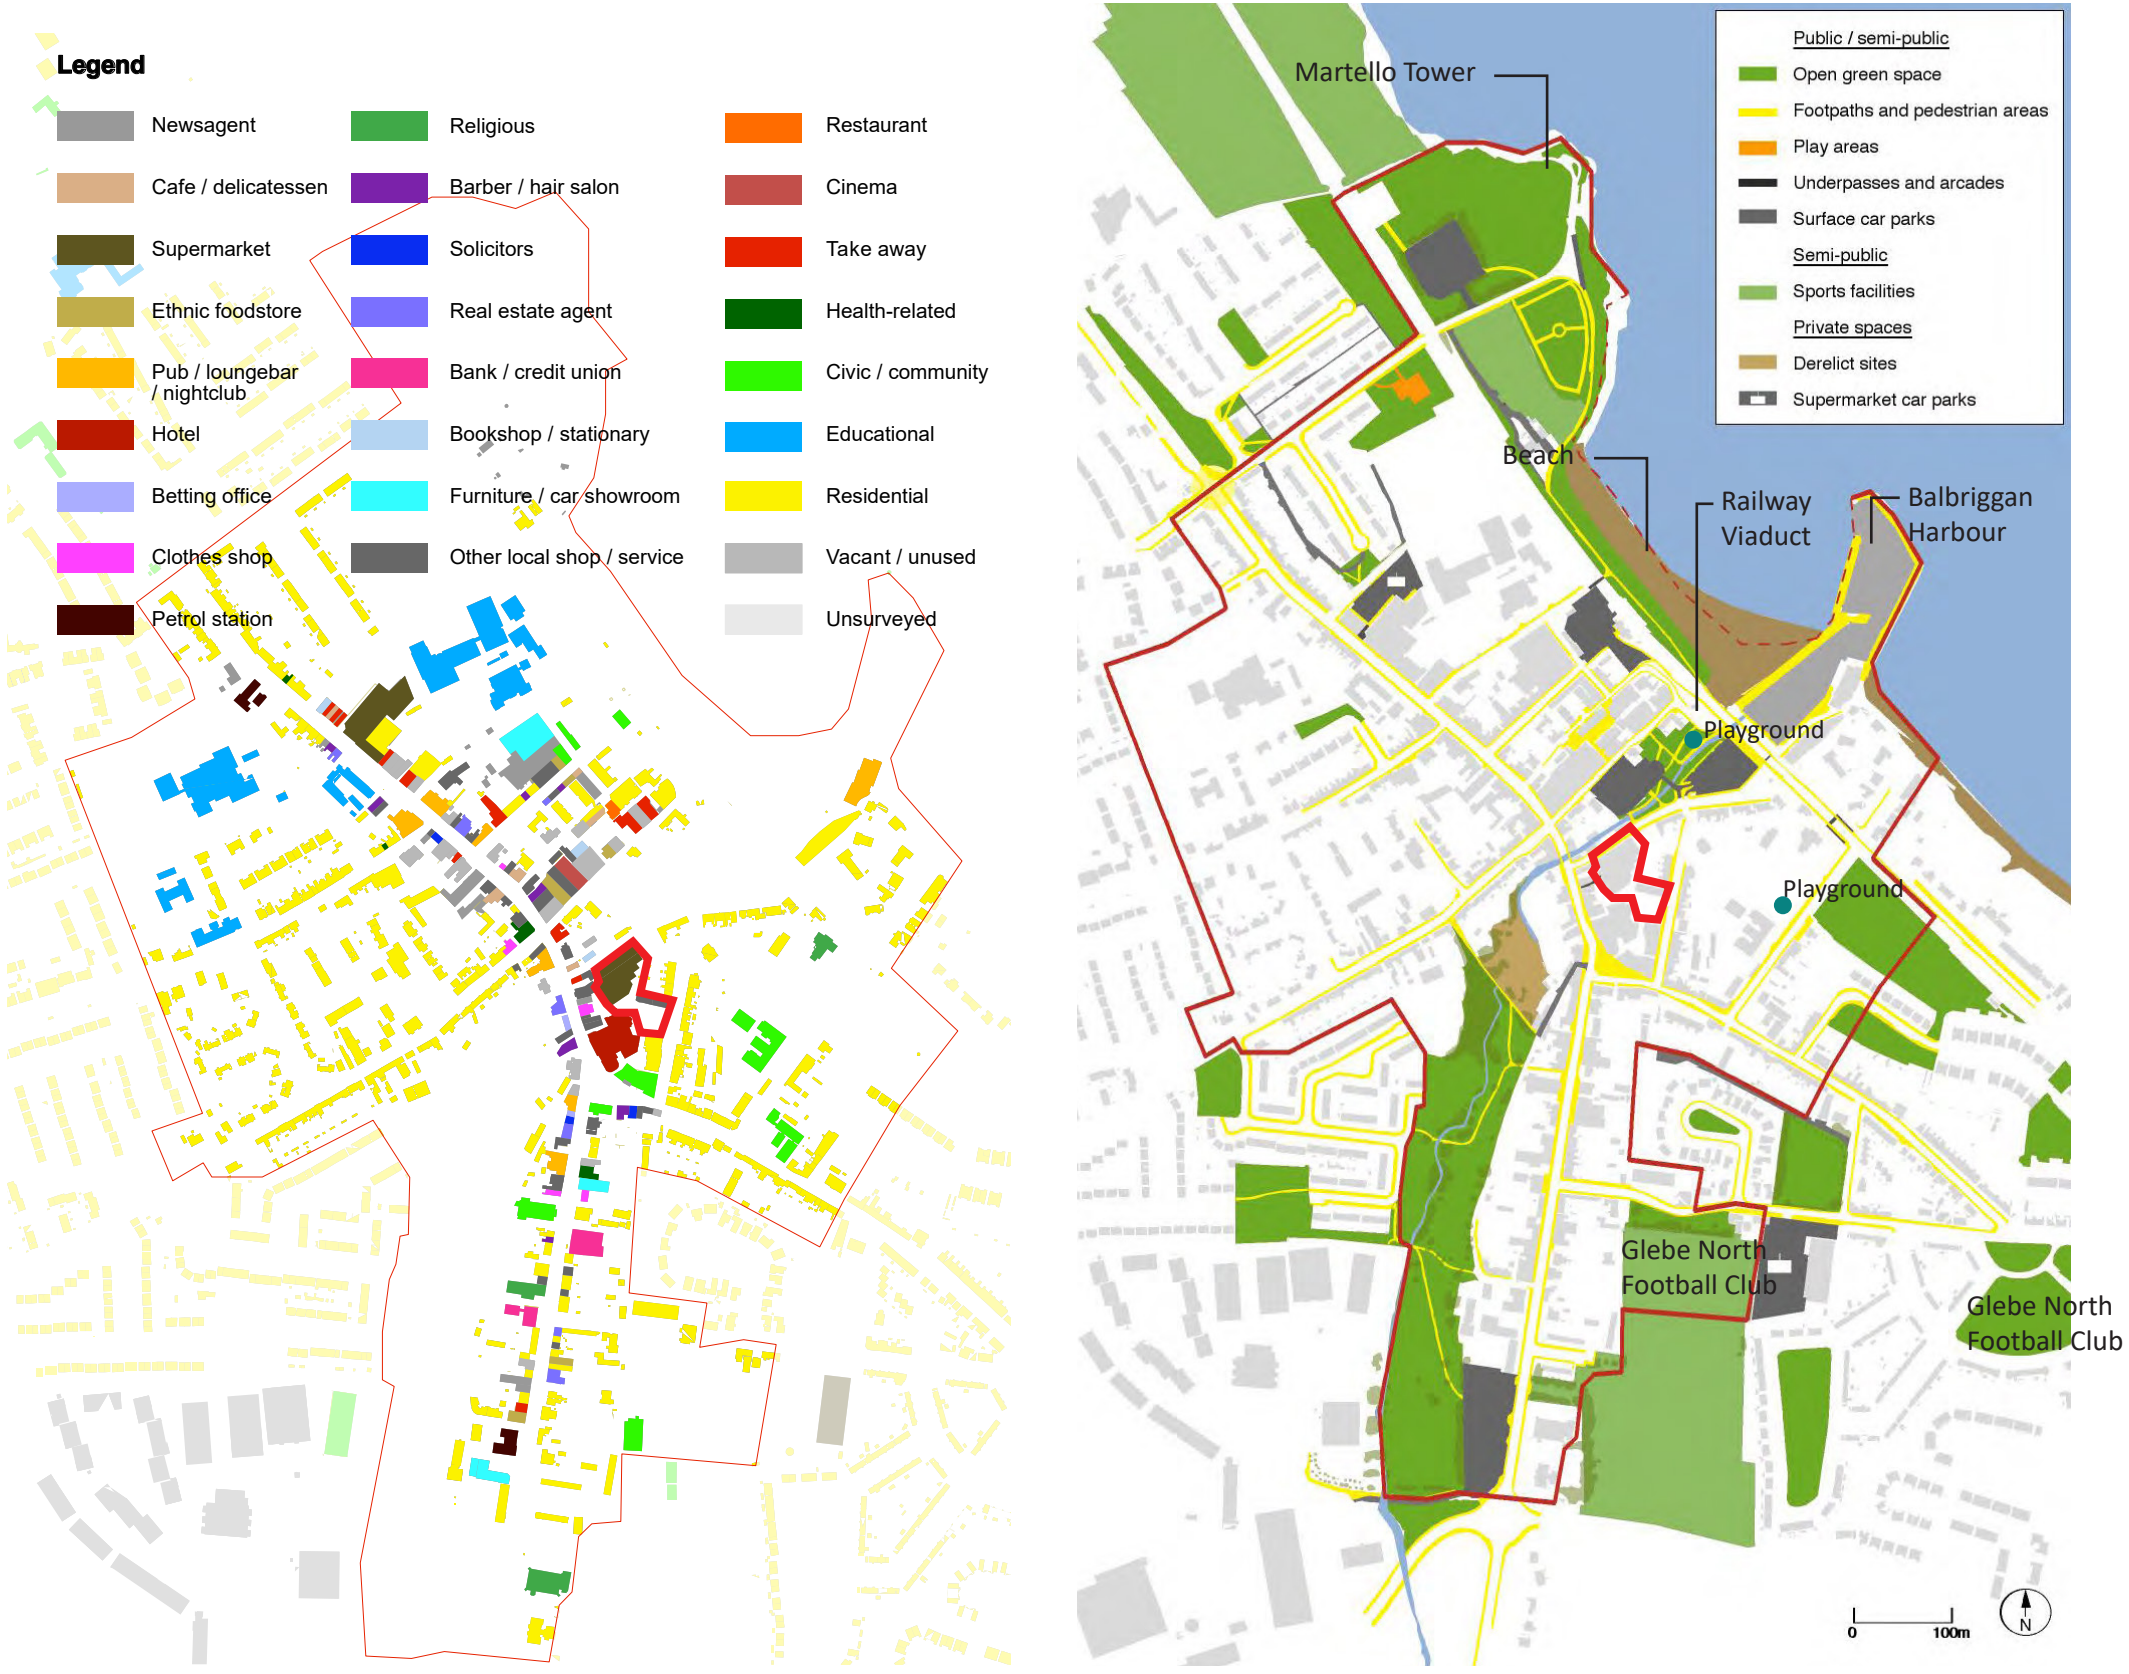 Legend
Newsagent
Cafe / delicatessen
Supermarket
Ethnic foodstore
Pub / loungebar
/ nightclub
Hotel
Betting office
Clothes shop
Petrol station
Religious
Barber / hair salon
Solicitors
Real estate agent
Bank / credit union
Bookshop / stationary
Furniture / car showroom
Other local shop / service
Restaurant
Cinema
Take away
Health-related
Civic / community
Educational
Residential
Vacant / unused
Unsurveyed
Martello Tower
Beach
Railway
Viaduct
Balbriggan
Harbour
Playground
Playground
Glebe North
Football Club
Glebe North
Football Club
Public / semi-public
Open green space
Footpaths and pedestrian areas
Play areas
Underpasses and arcades
Surface car parks
Semi-public
Sports facilities
Private spaces
Derelict sites
Supermarket car parks
0 100m
N